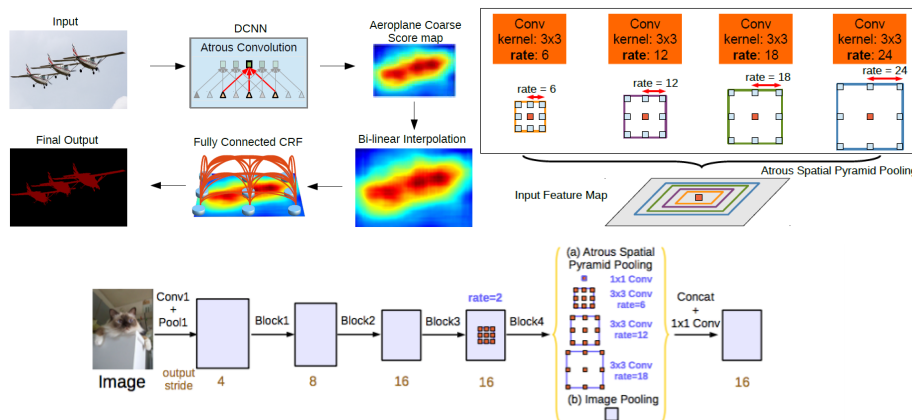 Input
DCNN
Atrous Convolution
Aeroplane Coarse
Score map
Final Output
Fully Connected CRF
Bi-linear Interpolation
Conv
kernel: 3x3
rate: 6
Conv
kernel: 3x3
rate: 12
Conv
kernel: 3x3
rate: 18
Conv
kernel: 3x3
rate: 24
rate = 6
rate = 12
rate = 18
rate = 24
Atrous Spatial Pyramid Pooling
Input Feature Map
Image
Conv1
+
Pool1
output
stride
4
Block1
8
Block2
16
Block3
rate=2
16
Block4
(a) Atrous Spatial
Pyramid Pooling
1x1 Conv
3x3 Conv
rate=6
3x3 Conv
rate=12
3x3 Conv
rate=18
(b) Image Pooling
Concat
+
1x1 Conv
16